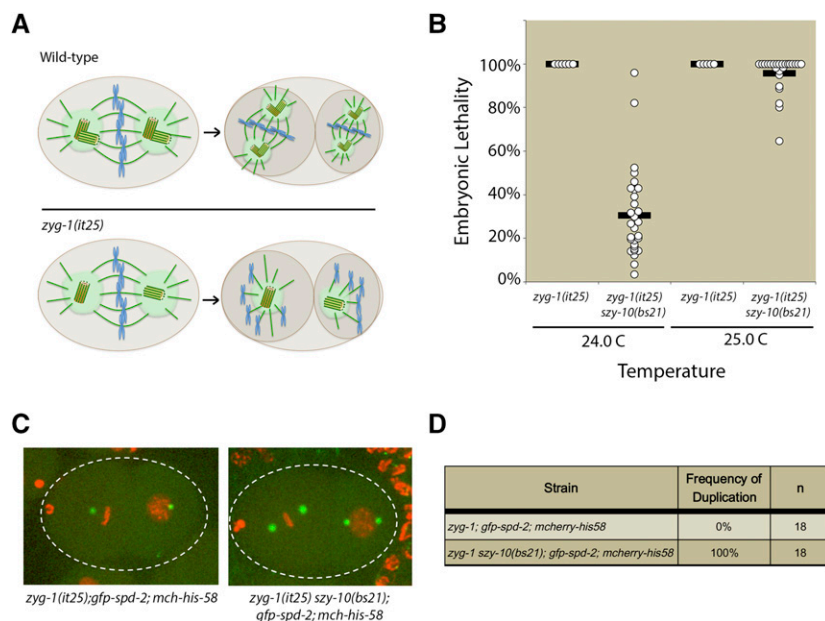 A
Wild-type
zyg-1(it25)
B
Embryonic Lethality
100%
80%
60%
40%
20%
0%
zyg-1(it25)
zyg-1(it25)
szy-10(bs21)
zyg-1(it25)
zyg-1(it25)
szy-10(bs21)
24.0 C
25.0 C
Temperature
C
zyg-1(it25);gfp-spd-2; mch-his-58
zyg-1(it25) szy-10(bs21);
gfp-spd-2; mch-his-58
D
Strain
Frequency of
Duplication
n
zyg-1; gfp-spd-2; mcherry-his58
0%
18
zyg-1 szy-10(bs21); gfp-spd-2; mcherry-his58
100%
18